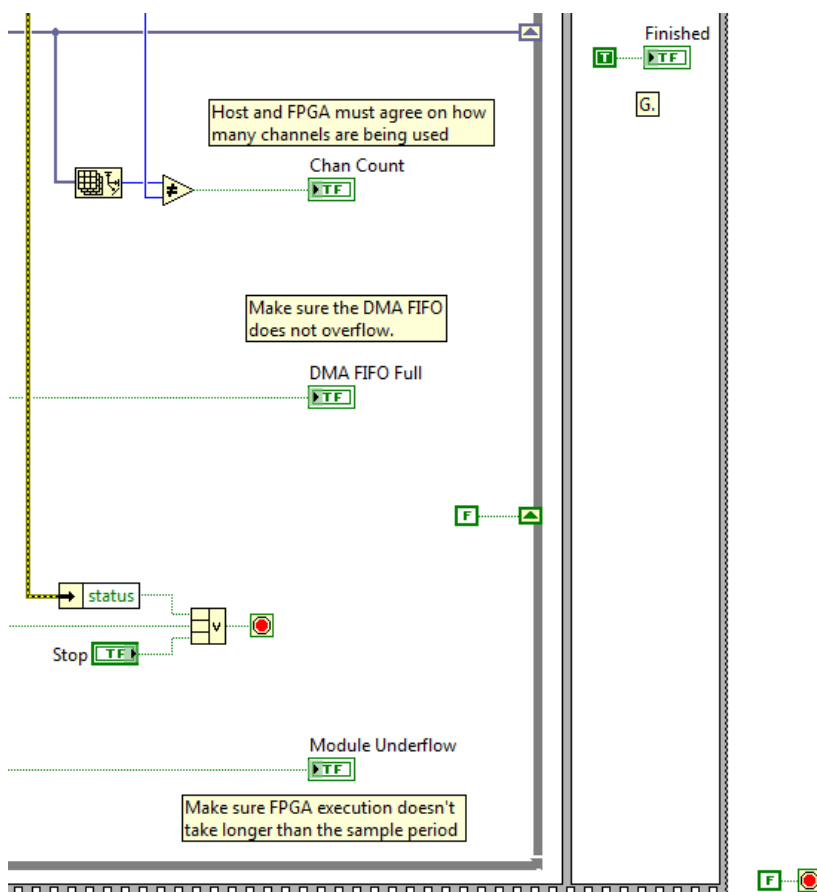 Finished
T
TF
G.
Host and FPGA must agree on how
many channels are being used
Chan Count
TF
≠
Make sure the DMA FIFO
does not overflow.
DMA FIFO Full
TF
F
status
v
Stop
TF
Module Underflow
TF
Make sure FPGA execution doesn't
take longer than the sample period
F